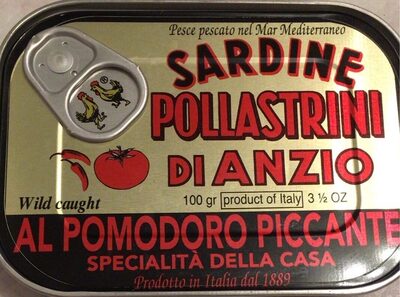 Pesce pescato nel Mar Mediterraneo
SARDINE
POLLASTRINI
DI ANZIO
100 gr product of Italy 3 ½ OZ
Wild caught
AL POMODORO PICCANTE
SPECIALITÀ DELLA CASA
Prodotto in Italia dal 1889